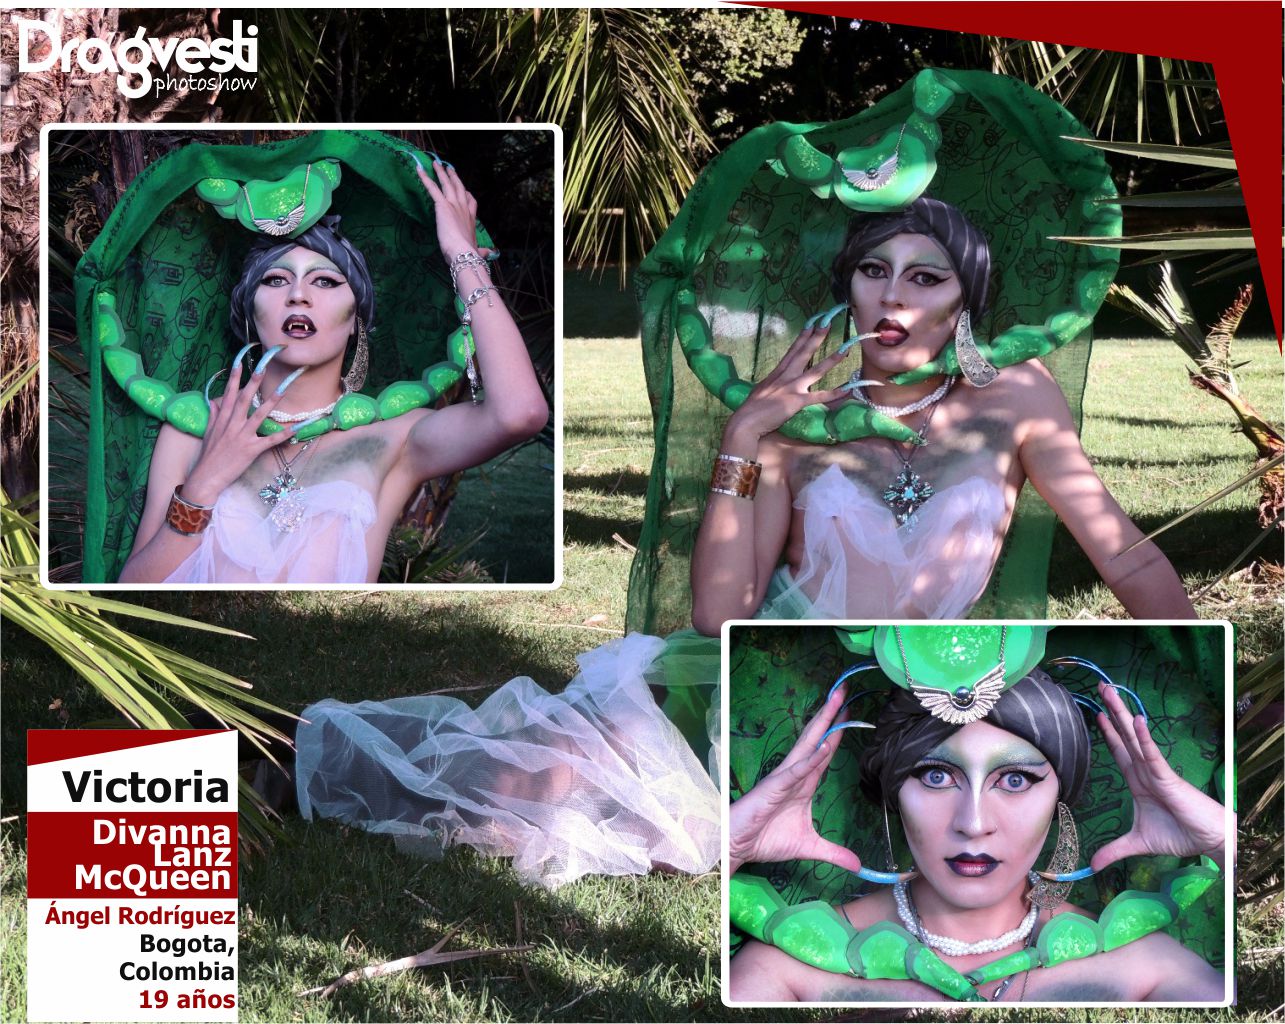 Dragvesti
photoshow
Victoria
Divanna
Lanz
McQueen
Ángel Rodríguez
Bogota,
Colombia
19 años